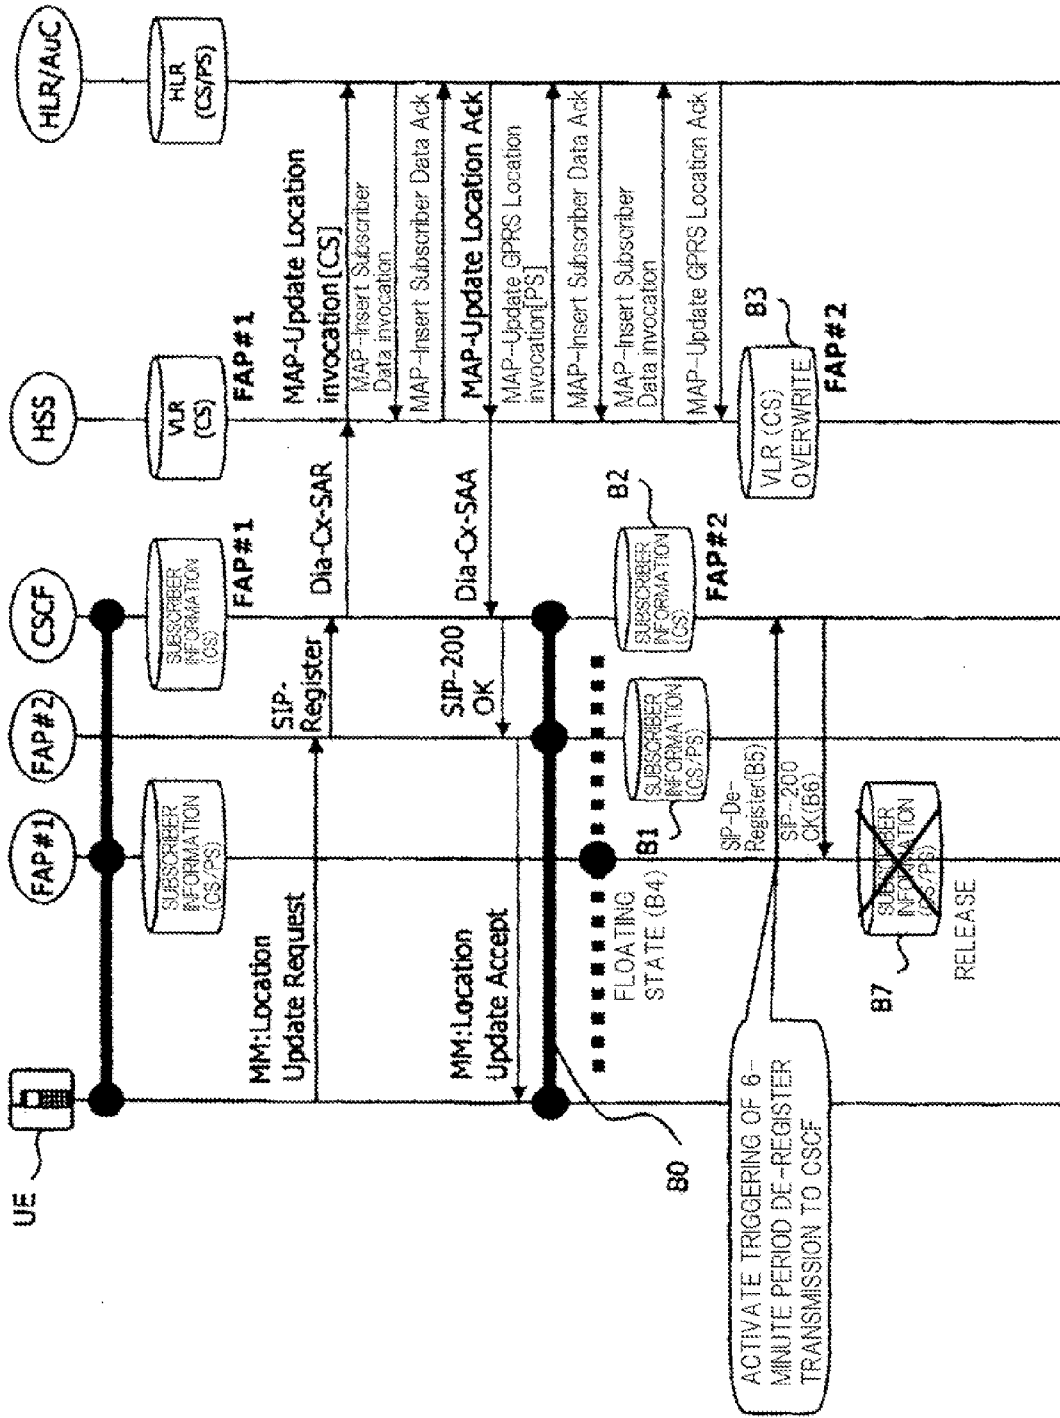 UE
FAP#1
FAP#2
CSCF
HSS
HLR/AuC
SUBSCRIBER
INFORMATION
(CS/PS)
SUBSCRIBER
INFORMATION
(CS)
FAP#1
VLR
(CS)
FAP#1
HLR
(CS/PS)
MM:Location
Update Request
SIP-
Register
Dia-Cx-SAR
MAP-Update Location
invocation[CS]
MAP-Insert Subscriber
Data invocation
MAP-Insert Subscriber Data Ack
MAP-Update Location Ack
Dia-Cx-SAA
SIP-200
OK
MM:Location
Update Accept
MAP-Update GPRS Location
invocation[PS]
MAP-Insert Subscriber Data Ack
MAP-Insert Subscriber
Data invocation
MAP-Update GPRS Location Ack
B0
FLOATING
STATE (B4)
B1
SUBSCRIBER
INFORMATION
(CS/PS)
B2
SUBSCRIBER
INFORMATION
(CS)
FAP#2
B3
VLR (CS)
OVERWRITE
FAP#2
ACTIVATE TRIGGERING OF 6-
MINUTE PERIOD DE-REGISTER
TRANSMISSION TO CSCF
SIP-De-
Register(B5)
SIP-200
OK(B6)
B7
SUBSCRIBER
INFORMATION
(CS/PS)
RELEASE